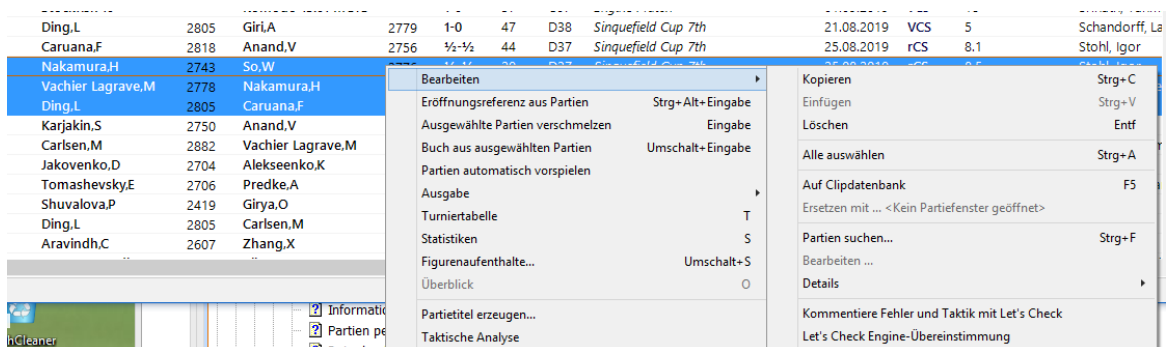 Ding,L 2805 Giri,A 2779 1-0 47 D38 Sinquefield Cup 7th 21.08.2019 VCS 5 Schandorff, La
Caruana,F 2818 Anand,V 2756 ½-½ 44 D37 Sinquefield Cup 7th 25.08.2019 rCS 8.1 Stohl, Igor
Nakamura,H 2743 So,W
Vachier Lagrave,M 2778 Nakamura,H
Ding,L 2805 Caruana,F
Karjakin,S 2750 Anand,V
Carlsen,M 2882 Vachier Lagrave,M
Jakovenko,D 2704 Alekseenko,K
Tomashevsky,E 2706 Predke,A
Shuvalova,P 2419 Girya,O
Ding,L 2805 Carlsen,M
Aravindh,C 2607 Zhang,X
Bearbeiten
Eröffnungsreferenz aus Partien Strg+Alt+Eingabe
Ausgewählte Partien verschmelzen Eingabe
Buch aus ausgewählten Partien Umschalt+Eingabe
Partien automatisch vorspielen
Ausgabe
Turniertabelle T
Statistiken S
Figurenaufenthalte... Umschalt+S
Überblick O
Partietitel erzeugen...
Taktische Analyse
Kopieren Strg+C
Einfügen Strg+V
Löschen Entf
Alle auswählen Strg+A
Auf Clipdatenbank F5
Ersetzen mit ... <Kein Partiefenster geöffnet>
Partien suchen... Strg+F
Bearbeiten ...
Details
Kommentiere Fehler und Taktik mit Let's Check
Let's Check Engine-Übereinstimmung
hCleaner
Informatio
Partien pe